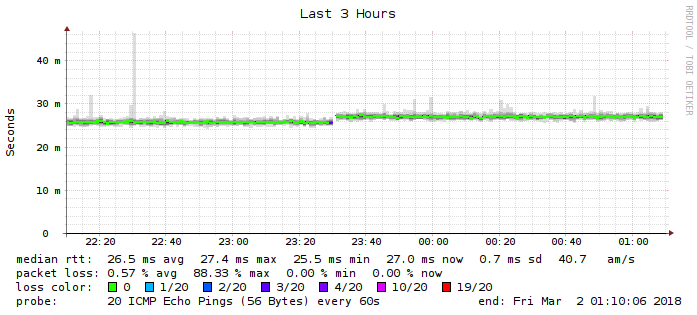 Last 3 Hours
RRDTOOL / TOBI OETIKER
Seconds
40 m
30 m
20 m
10 m
0
22:20 22:40 23:00 23:20 23:40 00:00 00:20 00:40 01:00
median rtt: 26.5 ms avg 27.4 ms max 25.5 ms min 27.0 ms now 0.7 ms sd 40.7 am/s
packet loss: 0.57 % avg 88.33 % max 0.00 % min 0.00 % now
loss color: 0 1/20 2/20 3/20 4/20 10/20 19/20
probe: 20 ICMP Echo Pings (56 Bytes) every 60s end: Fri Mar 2 01:10:06 2018